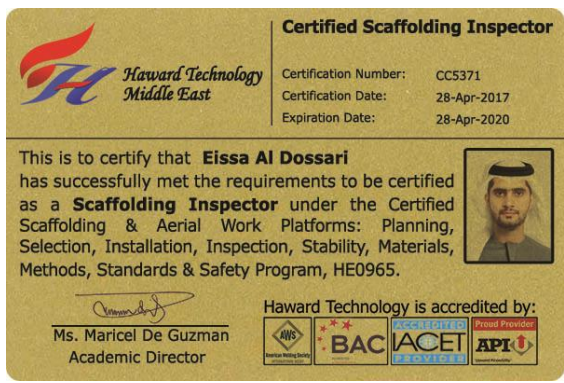 Haward Technology
Middle East
Certified Scaffolding Inspector
Certification Number: CC5371
Certification Date: 28-Apr-2017
Expiration Date: 28-Apr-2020
This is to certify that Eissa Al Dossari
has successfully met the requirements to be certified
as a Scaffolding Inspector under the Certified
Scaffolding & Aerial Work Platforms: Planning,
Selection, Installation, Inspection, Stability, Materials,
Methods, Standards & Safety Program, HE0965.
Ms. Maricel De Guzman
Academic Director
Haward Technology is accredited by:
AWS
American Welding Society
BAC
ACCREDITED
IACET
PROVIDER
Proud Provider
API